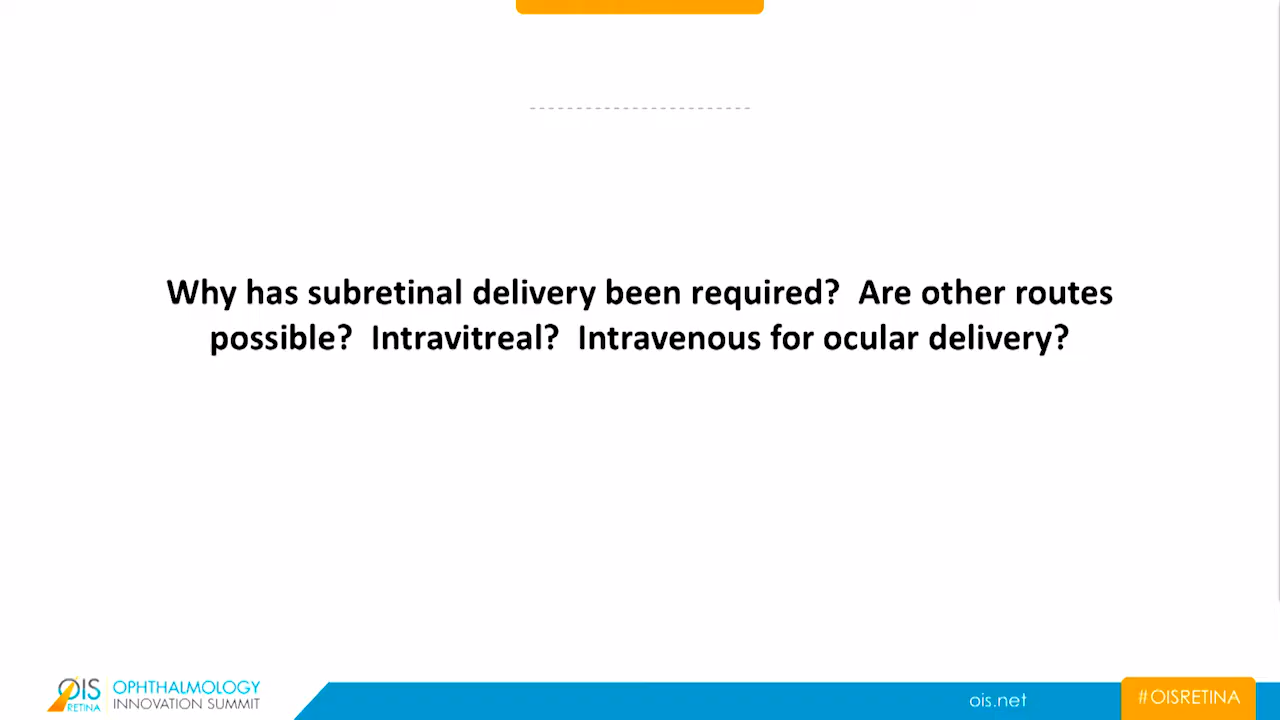 Why has subretinal delivery been required?  Are other routes
possible?  Intravitreal?  Intravenous for ocular delivery?
OIS
RETINA
OPHTHALMOLOGY
INNOVATION SUMMIT
ois.net
#OISRETINA